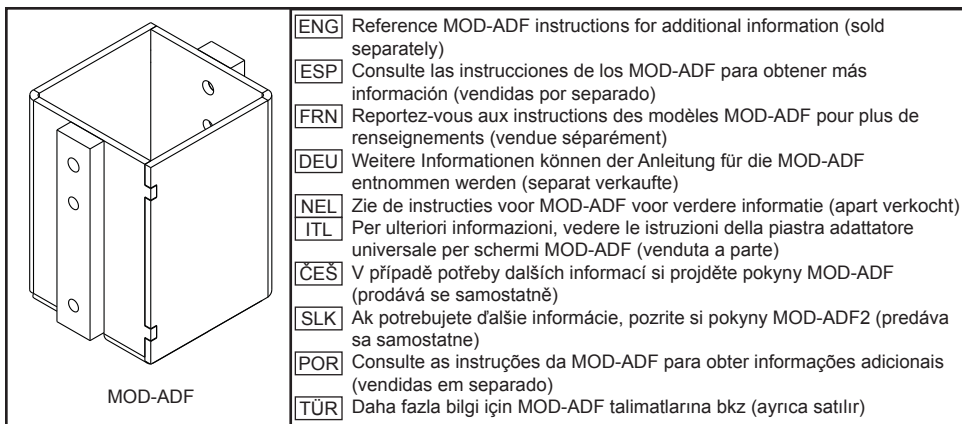 MOD-ADF
ENG Reference MOD-ADF instructions for additional information (sold
separately)
ESP Consulte las instrucciones de los MOD-ADF para obtener más
información (vendidas por separado)
FRN Reportez-vous aux instructions des modèles MOD-ADF pour plus de
renseignements (vendue séparément)
DEU Weitere Informationen können der Anleitung für die MOD-ADF
entnommen werden (separat verkaufte)
NEL Zie de instructies voor MOD-ADF voor verdere informatie (apart verkocht)
ITL Per ulteriori informazioni, vedere le istruzioni della piastra adattatore
universale per schermi MOD-ADF (venduta a parte)
ČEŠ V případě potřeby dalších informací si projděte pokyny MOD-ADF
(prodává se samostatně)
SLK Ak potrebujete ďalšie informácie, pozrite si pokyny MOD-ADF2 (predáva
sa samostatne)
POR Consulte as instruções da MOD-ADF para obter informações adicionais
(vendidas em separado)
TÜR Daha fazla bilgi için MOD-ADF talimatlarına bkz (ayrıca satılır)